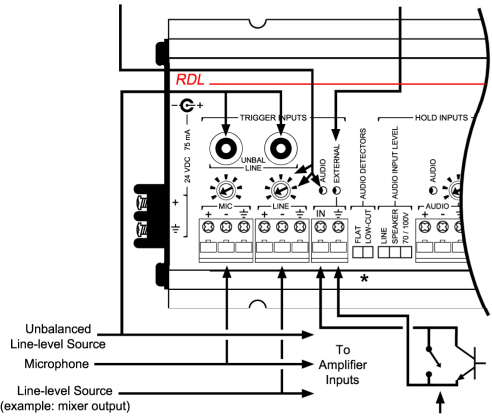 RDL
- +
TRIGGER INPUTS
HOLD INPUTS
24 VDC 75 mA
UNBAL
LINE
AUDIO
EXTERNAL
AUDIO DETECTORS
AUDIO INPUT LEVEL
AUDIO
MIC
LINE
AUDIO
+ - ⏚
+ - ⏚
IN ⏚
+ -
+
⏚
FLAT
LOW-CUT
LINE
SPEAKER
70 / 100V
*
Unbalanced
Line-level Source
Microphone
Line-level Source
(example: mixer output)
To
Amplifier
Inputs